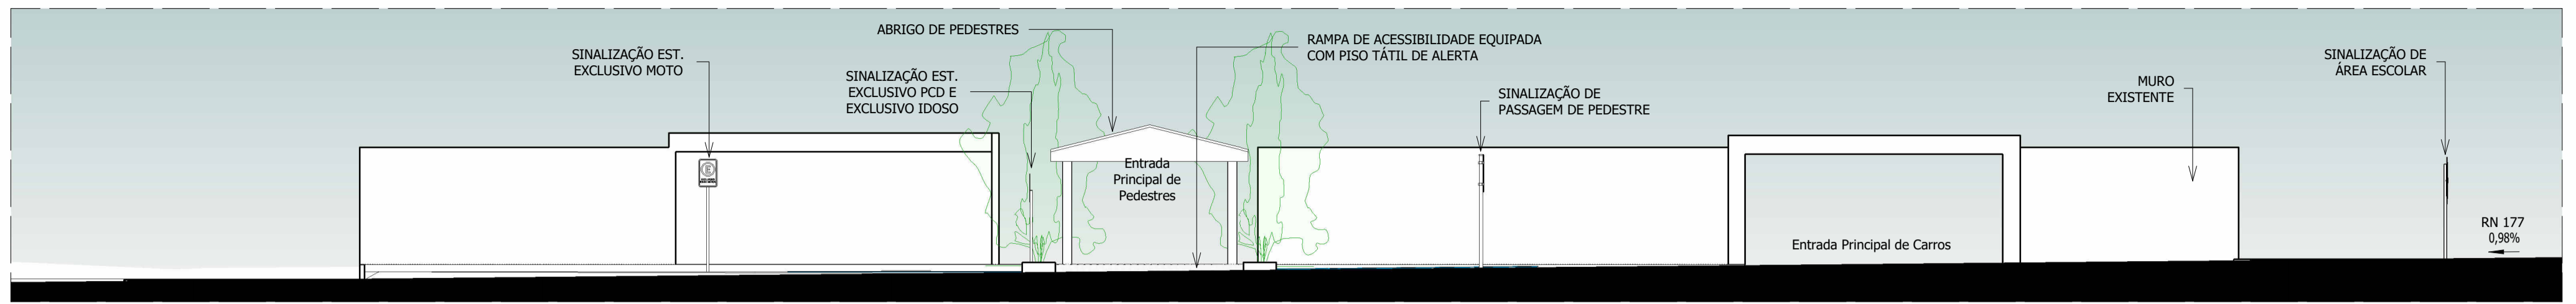 SINALIZAÇÃO EST.
EXCLUSIVO MOTO
SINALIZAÇÃO EST.
EXCLUSIVO PCD E
EXCLUSIVO IDOSO
ABRIGO DE PEDESTRES
Entrada
Principal de
Pedestres
RAMPA DE ACESSIBILIDADE EQUIPADA
COM PISO TÁTIL DE ALERTA
SINALIZAÇÃO DE
PASSAGEM DE PEDESTRE
Entrada Principal de Carros
MURO
EXISTENTE
SINALIZAÇÃO DE
ÁREA ESCOLAR
RN 177
0,98%
E